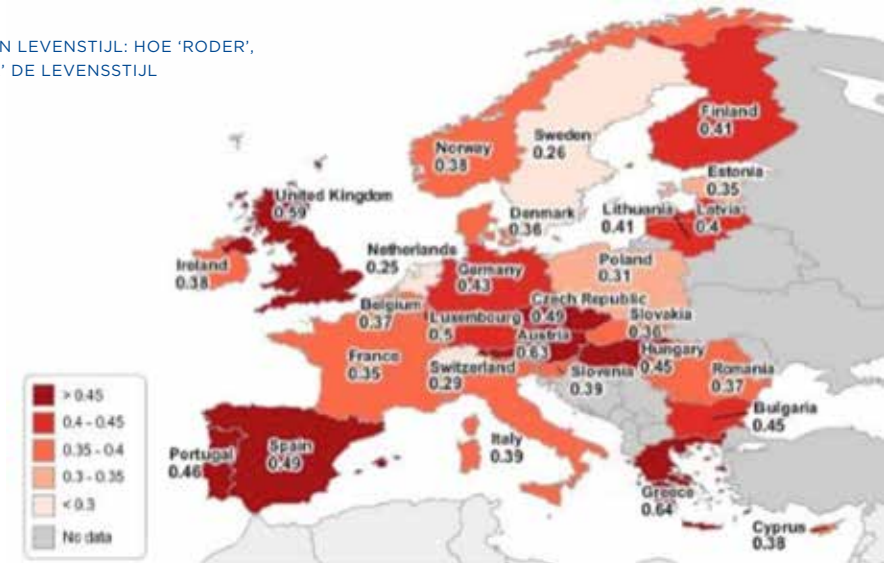 N LEVENSTIJL: HOE ‘RODER’,
’ DE LEVENSSTIJL
Finland
0.41
Norway
0.38
Sweden
0.26
Estonia
0.35
United Kingdom
0.59
Denmark
0.36
Lithuania
0.41
Latvia
0.4
Netherlands
0.25
Ireland
0.38
Germany
0.43
Poland
0.31
Belgium
0.37
Czech Republic
0.49
Luxembourg
0.5
Slovakia
0.36
Austria
0.63
France
0.35
Switzerland
0.29
Hungary
0.45
Slovenia
0.39
Romania
0.37
Bulgaria
0.45
> 0.45
0.4 - 0.45
0.35 - 0.4
0.3 - 0.35
< 0.3
No data
Portugal
0.46
Spain
0.49
Italy
0.39
Greece
0.64
Cyprus
0.38